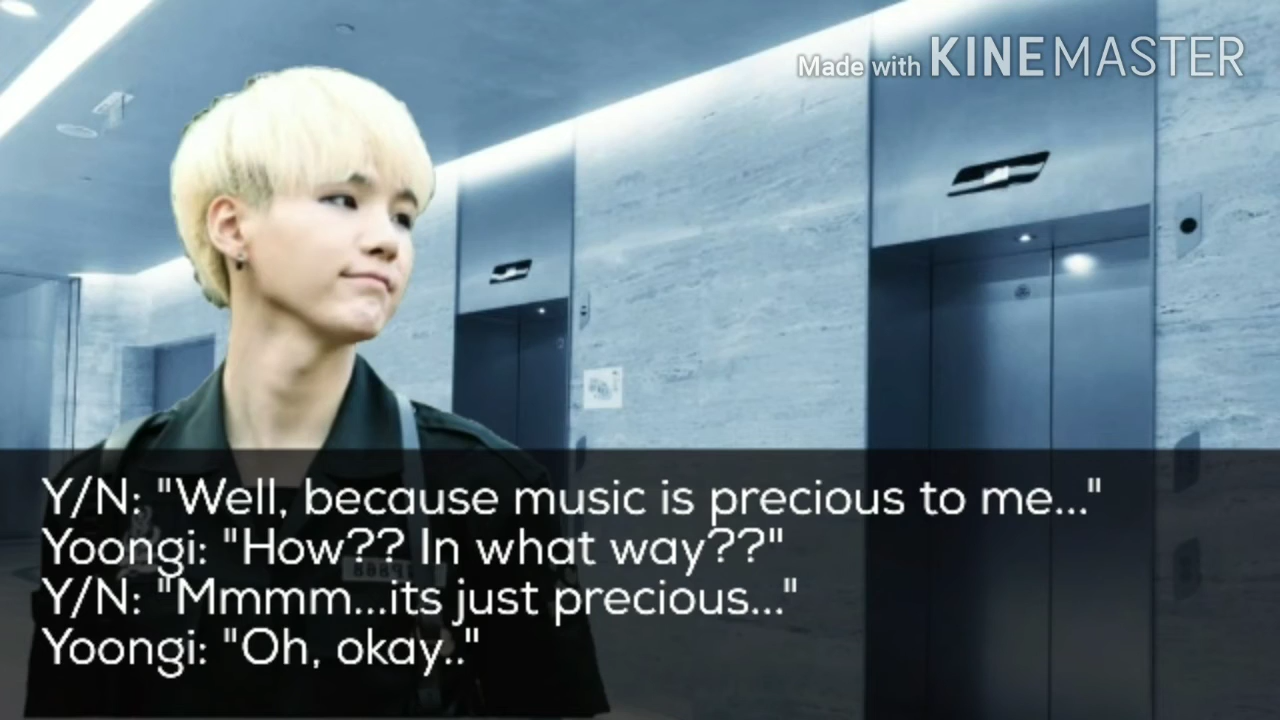 Made with KINEMASTER
Y/N: "Well, because music is precious to me..."
Yoongi: "How?? In what way??"
Y/N: "Mmmm...its just precious..."
Yoongi: "Oh, okay.."